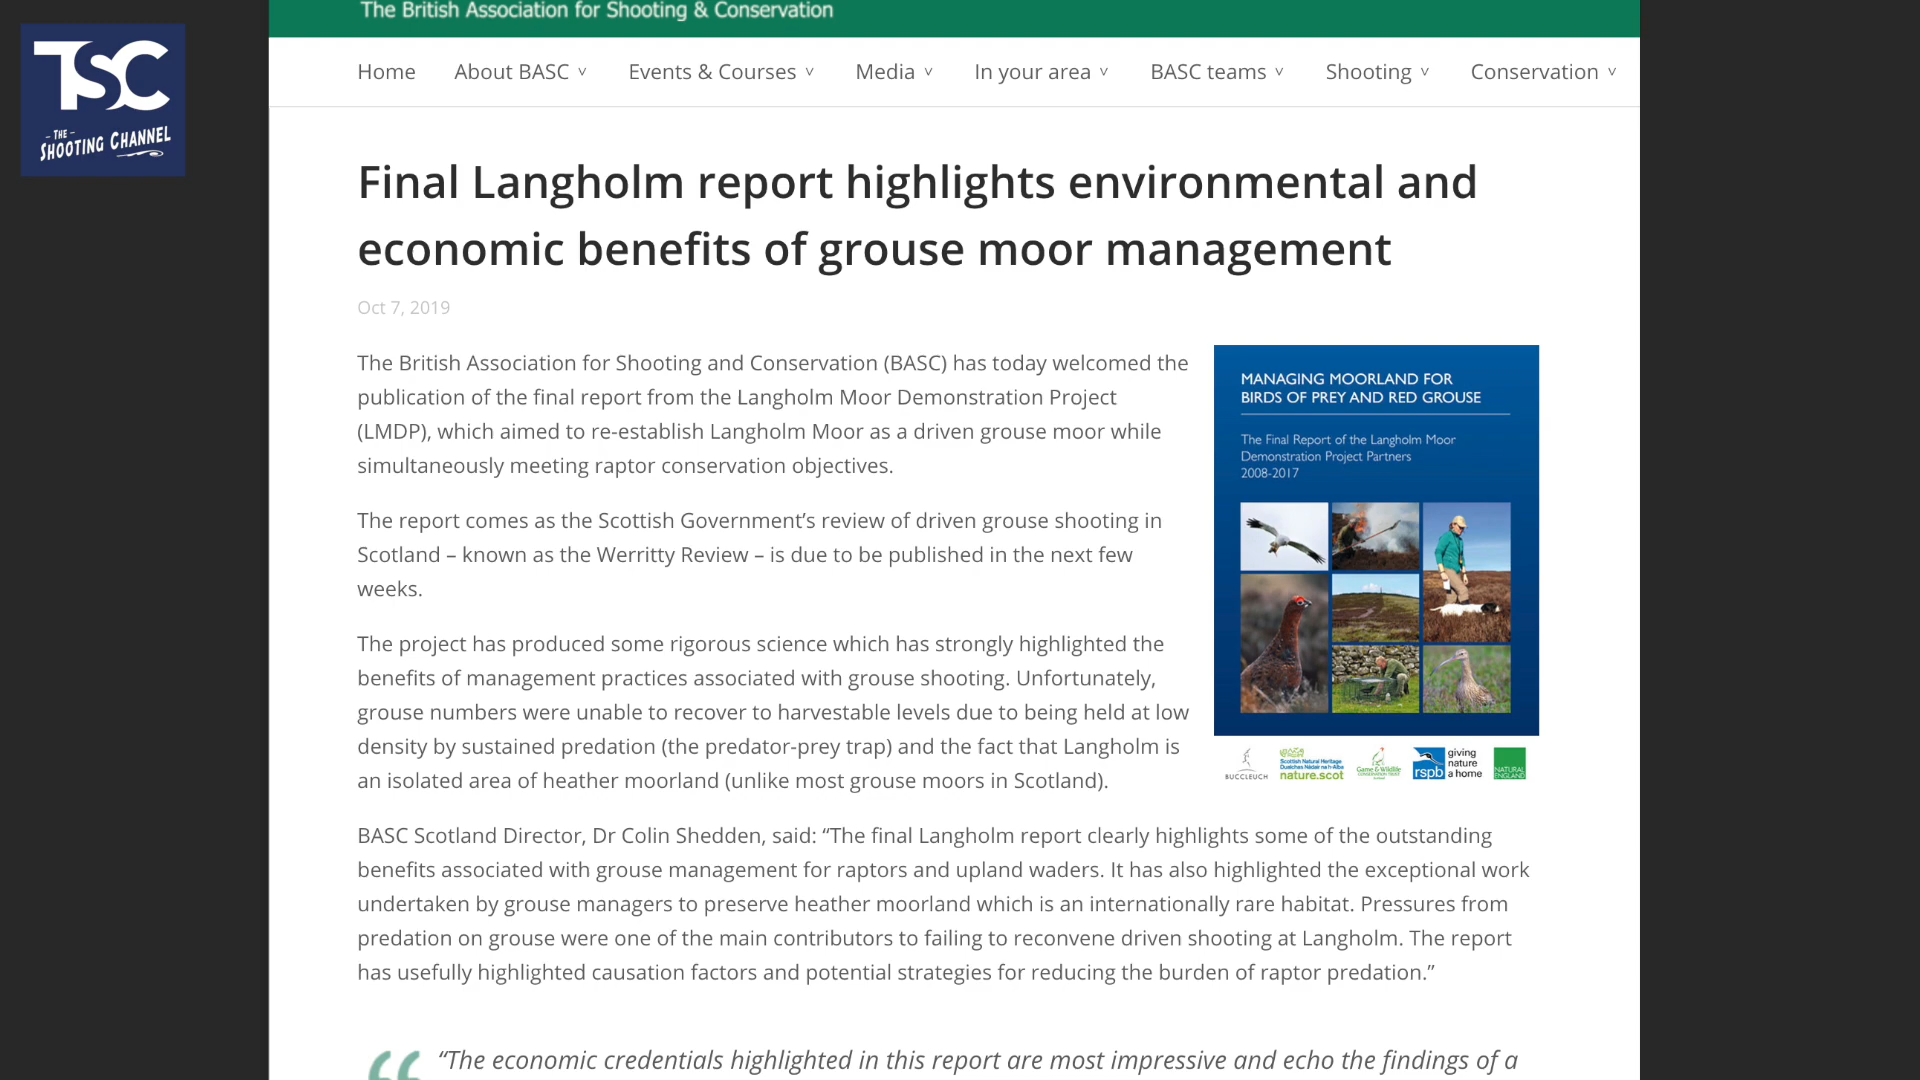 The British Association for Shooting & Conservation
TSC
- THE -
SHOOTING CHANNEL
Home About BASC Events & Courses Media In your area BASC teams Shooting Conservation
Final Langholm report highlights environmental and
economic benefits of grouse moor management
Oct 7, 2019
The British Association for Shooting and Conservation (BASC) has today welcomed the
publication of the final report from the Langholm Moor Demonstration Project
(LMDP), which aimed to re-establish Langholm Moor as a driven grouse moor while
simultaneously meeting raptor conservation objectives.
The report comes as the Scottish Government’s review of driven grouse shooting in
Scotland – known as the Werritty Review – is due to be published in the next few
weeks.
The project has produced some rigorous science which has strongly highlighted the
benefits of management practices associated with grouse shooting. Unfortunately,
grouse numbers were unable to recover to harvestable levels due to being held at low
density by sustained predation (the predator-prey trap) and the fact that Langholm is
an isolated area of heather moorland (unlike most grouse moors in Scotland).
MANAGING MOORLAND FOR
BIRDS OF PREY AND RED GROUSE
The Final Report of the Langholm Moor
Demonstration Project Partners
2008-2017
BUCCLEUCH
Scottish Natural Heritage
nature.scot
Game & Wildlife
rspb
giving
nature
a home
NATURAL
ENGLAND
BASC Scotland Director, Dr Colin Shedden, said: “The final Langholm report clearly highlights some of the outstanding
benefits associated with grouse management for raptors and upland waders. It has also highlighted the exceptional work
undertaken by grouse managers to preserve heather moorland which is an internationally rare habitat. Pressures from
predation on grouse were one of the main contributors to failing to reconvene driven shooting at Langholm. The report
has usefully highlighted causation factors and potential strategies for reducing the burden of raptor predation.”
“The economic credentials highlighted in this report are most impressive and echo the findings of a